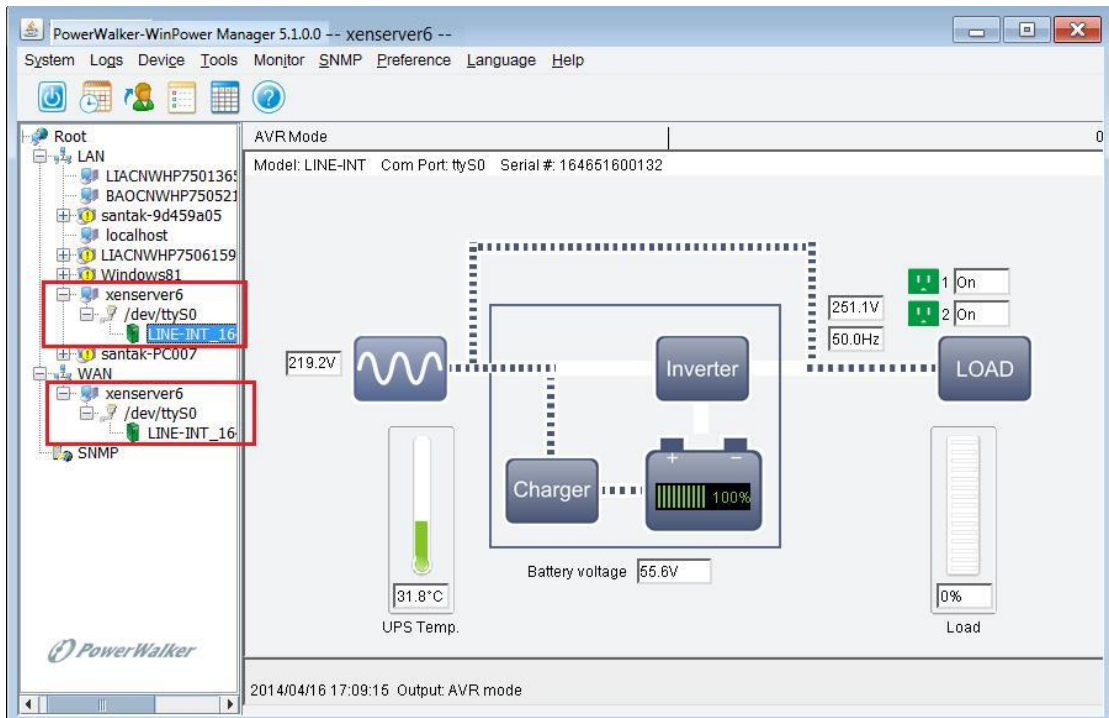 PowerWalker-WinPower Manager 5.1.0.0 -- xenserver6 --
System Logs Device Tools Monitor SNMP Preference Language Help
Root
LAN
LIACNWHP7501365
BAOCNWHP750521
santak-9d459a05
localhost
LIACNWHP7506159
Windows81
xenserver6
/dev/ttyS0
LINE-INT_16
santak-PC007
WAN
xenserver6
/dev/ttyS0
LINE-INT_16
SNMP
PowerWalker
AVR Mode
0
Model: LINE-INT Com Port: ttyS0 Serial #: 164651600132
1 On
2 On
251.1V
50.0Hz
219.2V
Inverter
LOAD
Charger
+ −
100%
Battery voltage 55.6V
31.8°C
UPS Temp.
0%
Load
2014/04/16 17:09:15 Output: AVR mode